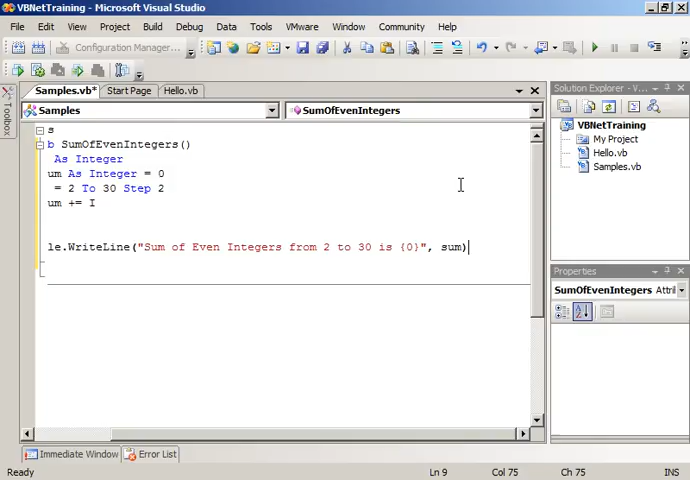 VBNetTraining - Microsoft Visual Studio
File Edit View Project Build Debug Data Tools VMware Window Community Help
Configuration Manager...
Samples.vb* Start Page Hello.vb
Samples SumOfEvenIntegers
s
b SumOfEvenIntegers()
As Integer
um As Integer = 0
= 2 To 30 Step 2
um += I
le.WriteLine("Sum of Even Integers from 2 to 30 is {0}", sum)
Toolbox
Solution Explorer - V...
VBNetTraining
My Project
Hello.vb
Samples.vb
Properties
SumOfEvenIntegers Attri
Immediate Window Error List
Ready Ln 9 Col 75 Ch 75 INS